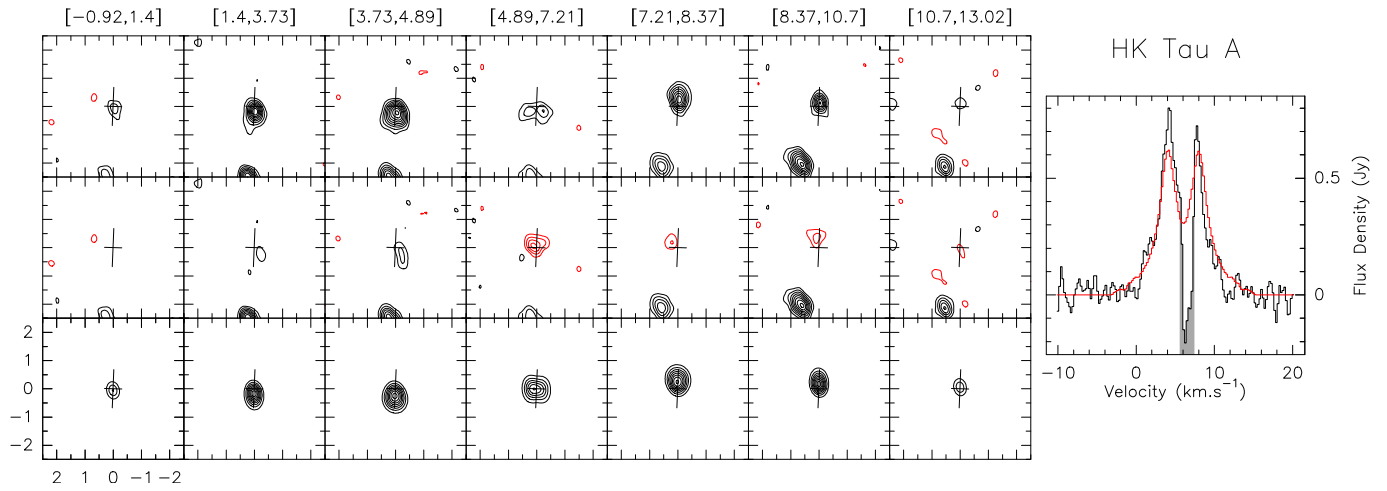 [−0.92,1.4] [1.4,3.73] [3.73,4.89] [4.89,7.21] [7.21,8.37] [8.37,10.7] [10.7,13.02]
HK Tau A
0.5
0
Flux Density (Jy)
−10 0 10 20
Velocity (km.s⁻¹)
2
1
0
−1
−2
2 1 0 −1 −2